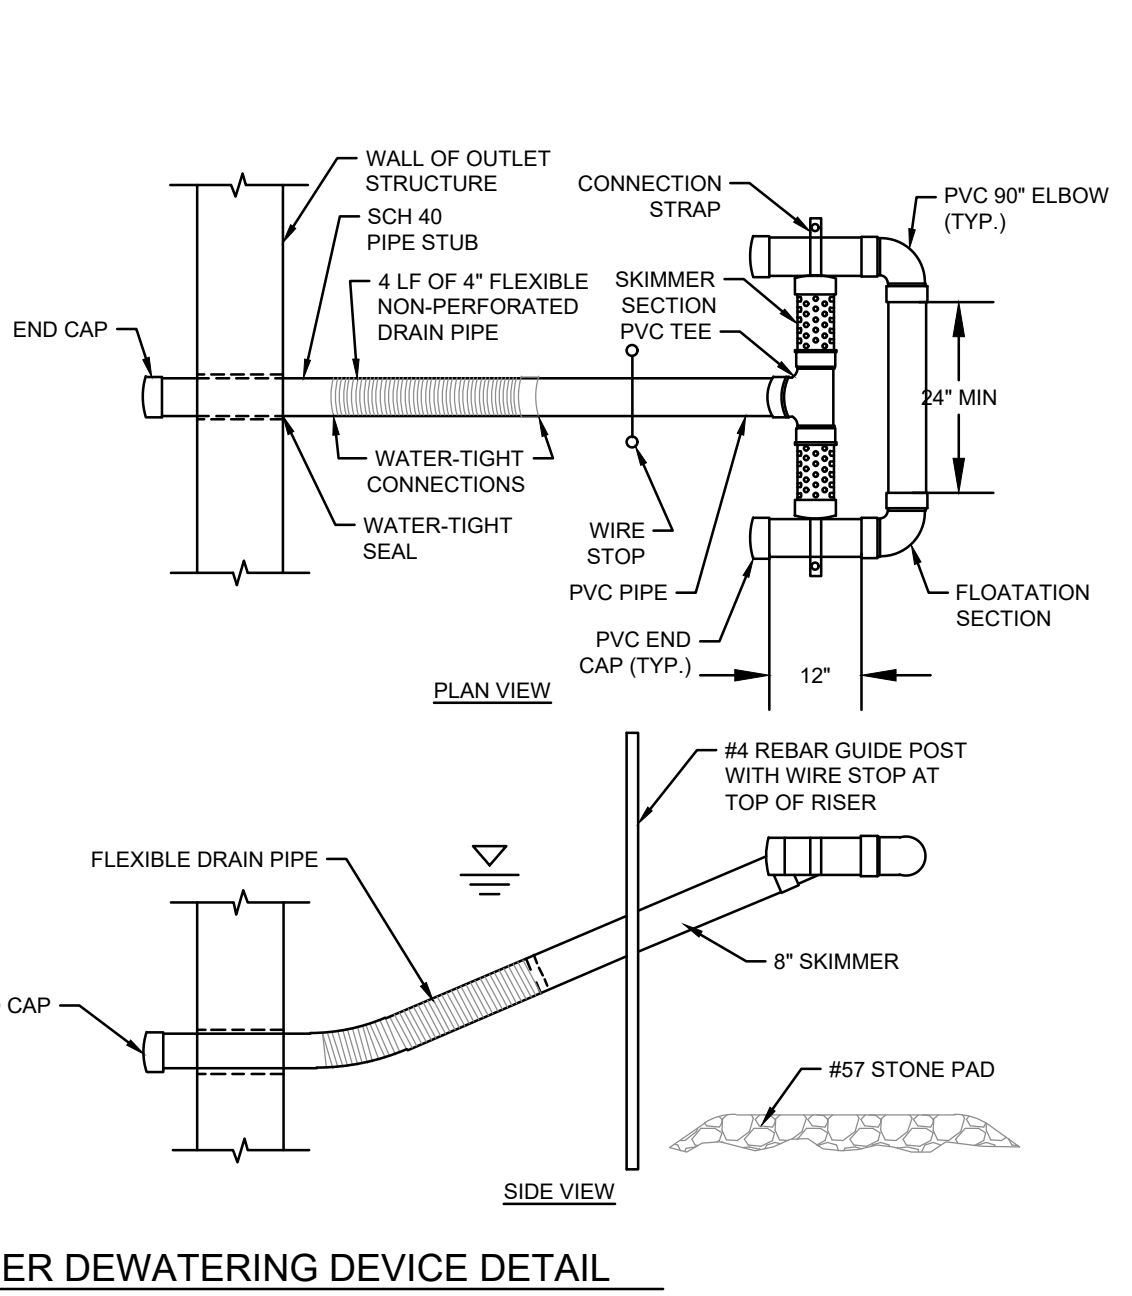 WALL OF OUTLET
STRUCTURE
CONNECTION
STRAP
PVC 90" ELBOW
(TYP.)
SCH 40
PIPE STUB
4 LF OF 4" FLEXIBLE
NON-PERFORATED
DRAIN PIPE
SKIMMER
SECTION
PVC TEE
END CAP
24" MIN
WATER-TIGHT
CONNECTIONS
WATER-TIGHT
SEAL
WIRE
STOP
PVC PIPE
FLOATATION
SECTION
PVC END
CAP (TYP.)
12"
PLAN VIEW
#4 REBAR GUIDE POST
WITH WIRE STOP AT
TOP OF RISER
FLEXIBLE DRAIN PIPE
8" SKIMMER
CAP
#57 STONE PAD
SIDE VIEW
ER DEWATERING DEVICE DETAIL